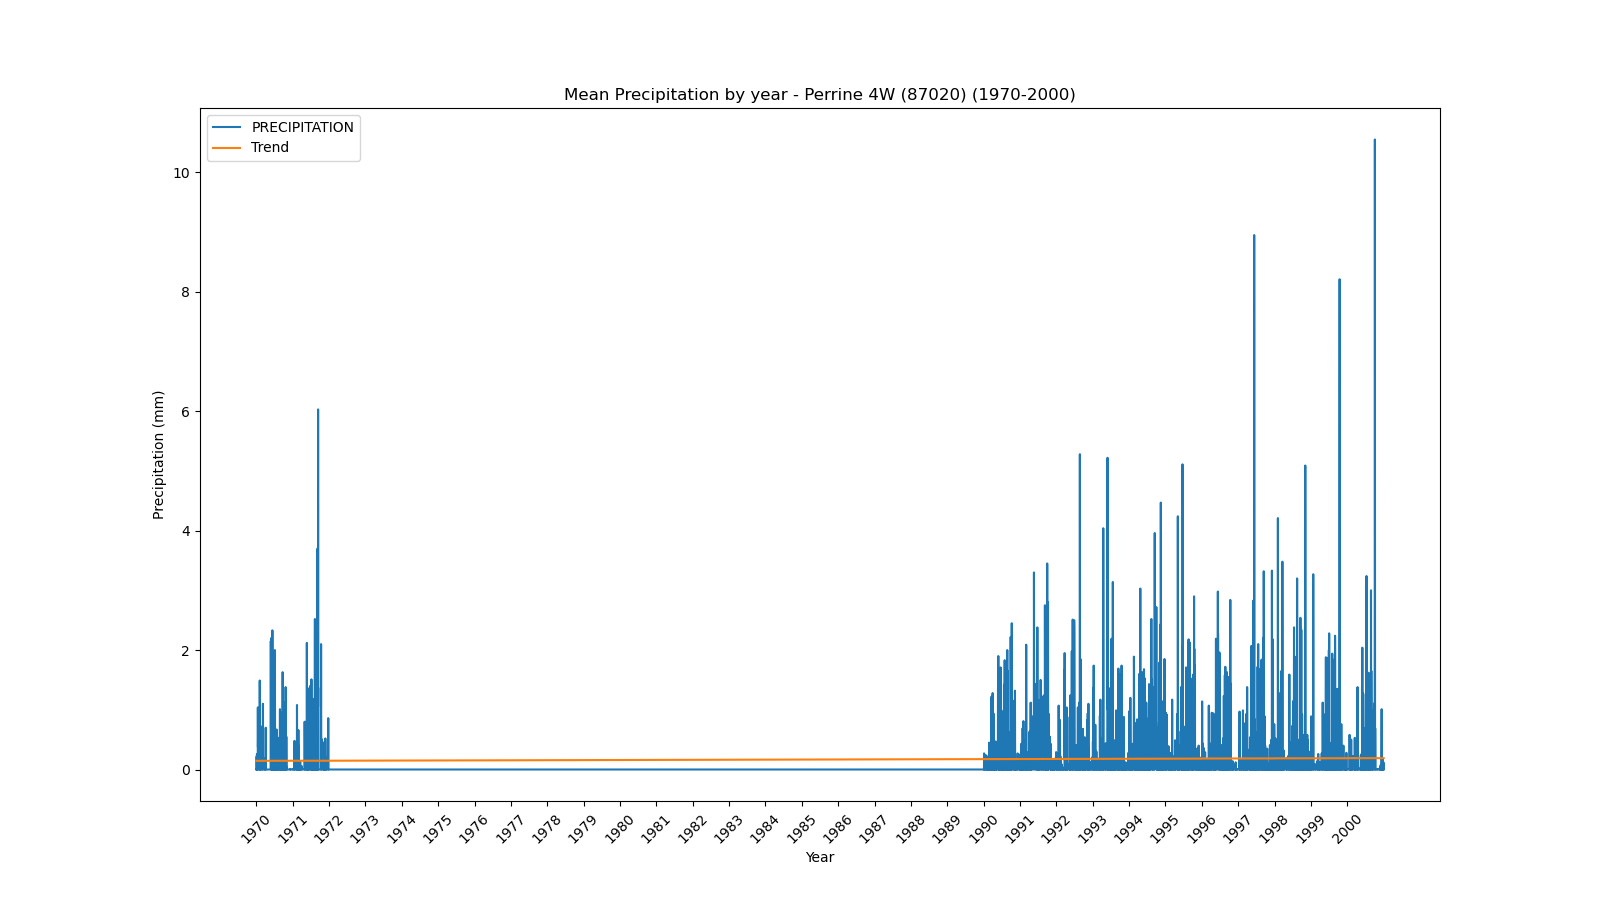 Mean Precipitation by year - Perrine 4W (87020) (1970-2000)
PRECIPITATION
Trend
Precipitation (mm)
10
8
6
4
2
0
1970 1971 1972 1973 1974 1975 1976 1977 1978 1979 1980 1981 1982 1983 1984 1985 1986 1987 1988 1989 1990 1991 1992 1993 1994 1995 1996 1997 1998 1999 2000
Year